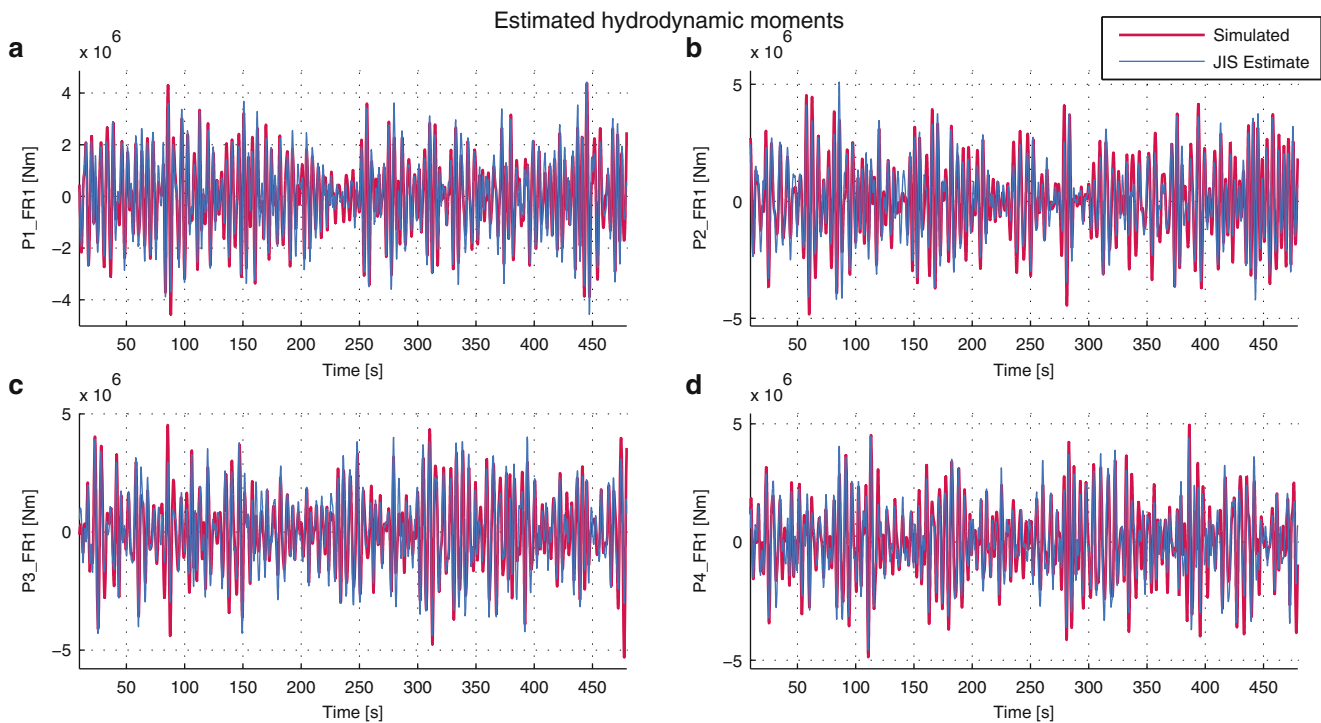 Estimated hydrodynamic moments
Simulated
JIS Estimate
a
x 10 6
P1_FR1 [Nm]
4
2
0
−2
−4
50 100 150 200 250 300 350 400 450
Time [s]
b
x 10 6
P2_FR1 [Nm]
5
0
−5
50 100 150 200 250 300 350 400 450
Time [s]
c
x 10 6
P3_FR1 [Nm]
5
0
−5
50 100 150 200 250 300 350 400 450
Time [s]
d
x 10 6
P4_FR1 [Nm]
5
0
−5
50 100 150 200 250 300 350 400 450
Time [s]